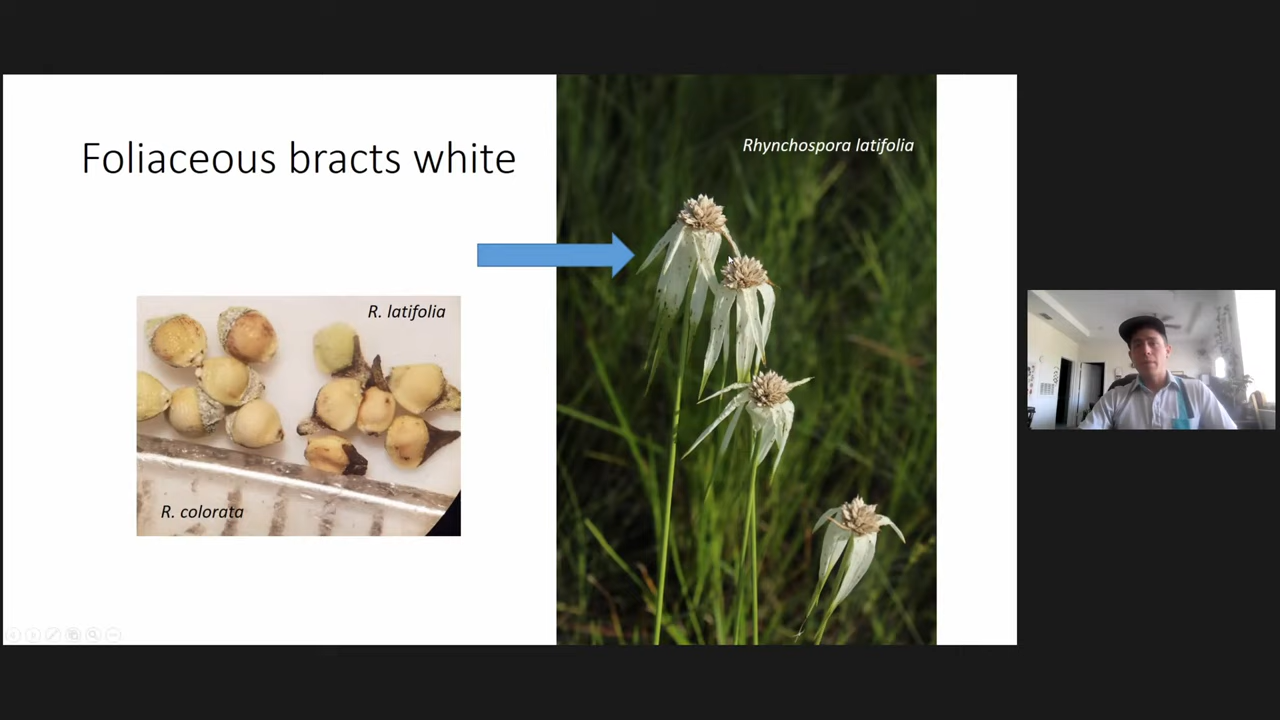 Foliaceous bracts white
Rhynchospora latifolia
R. latifolia
R. colorata